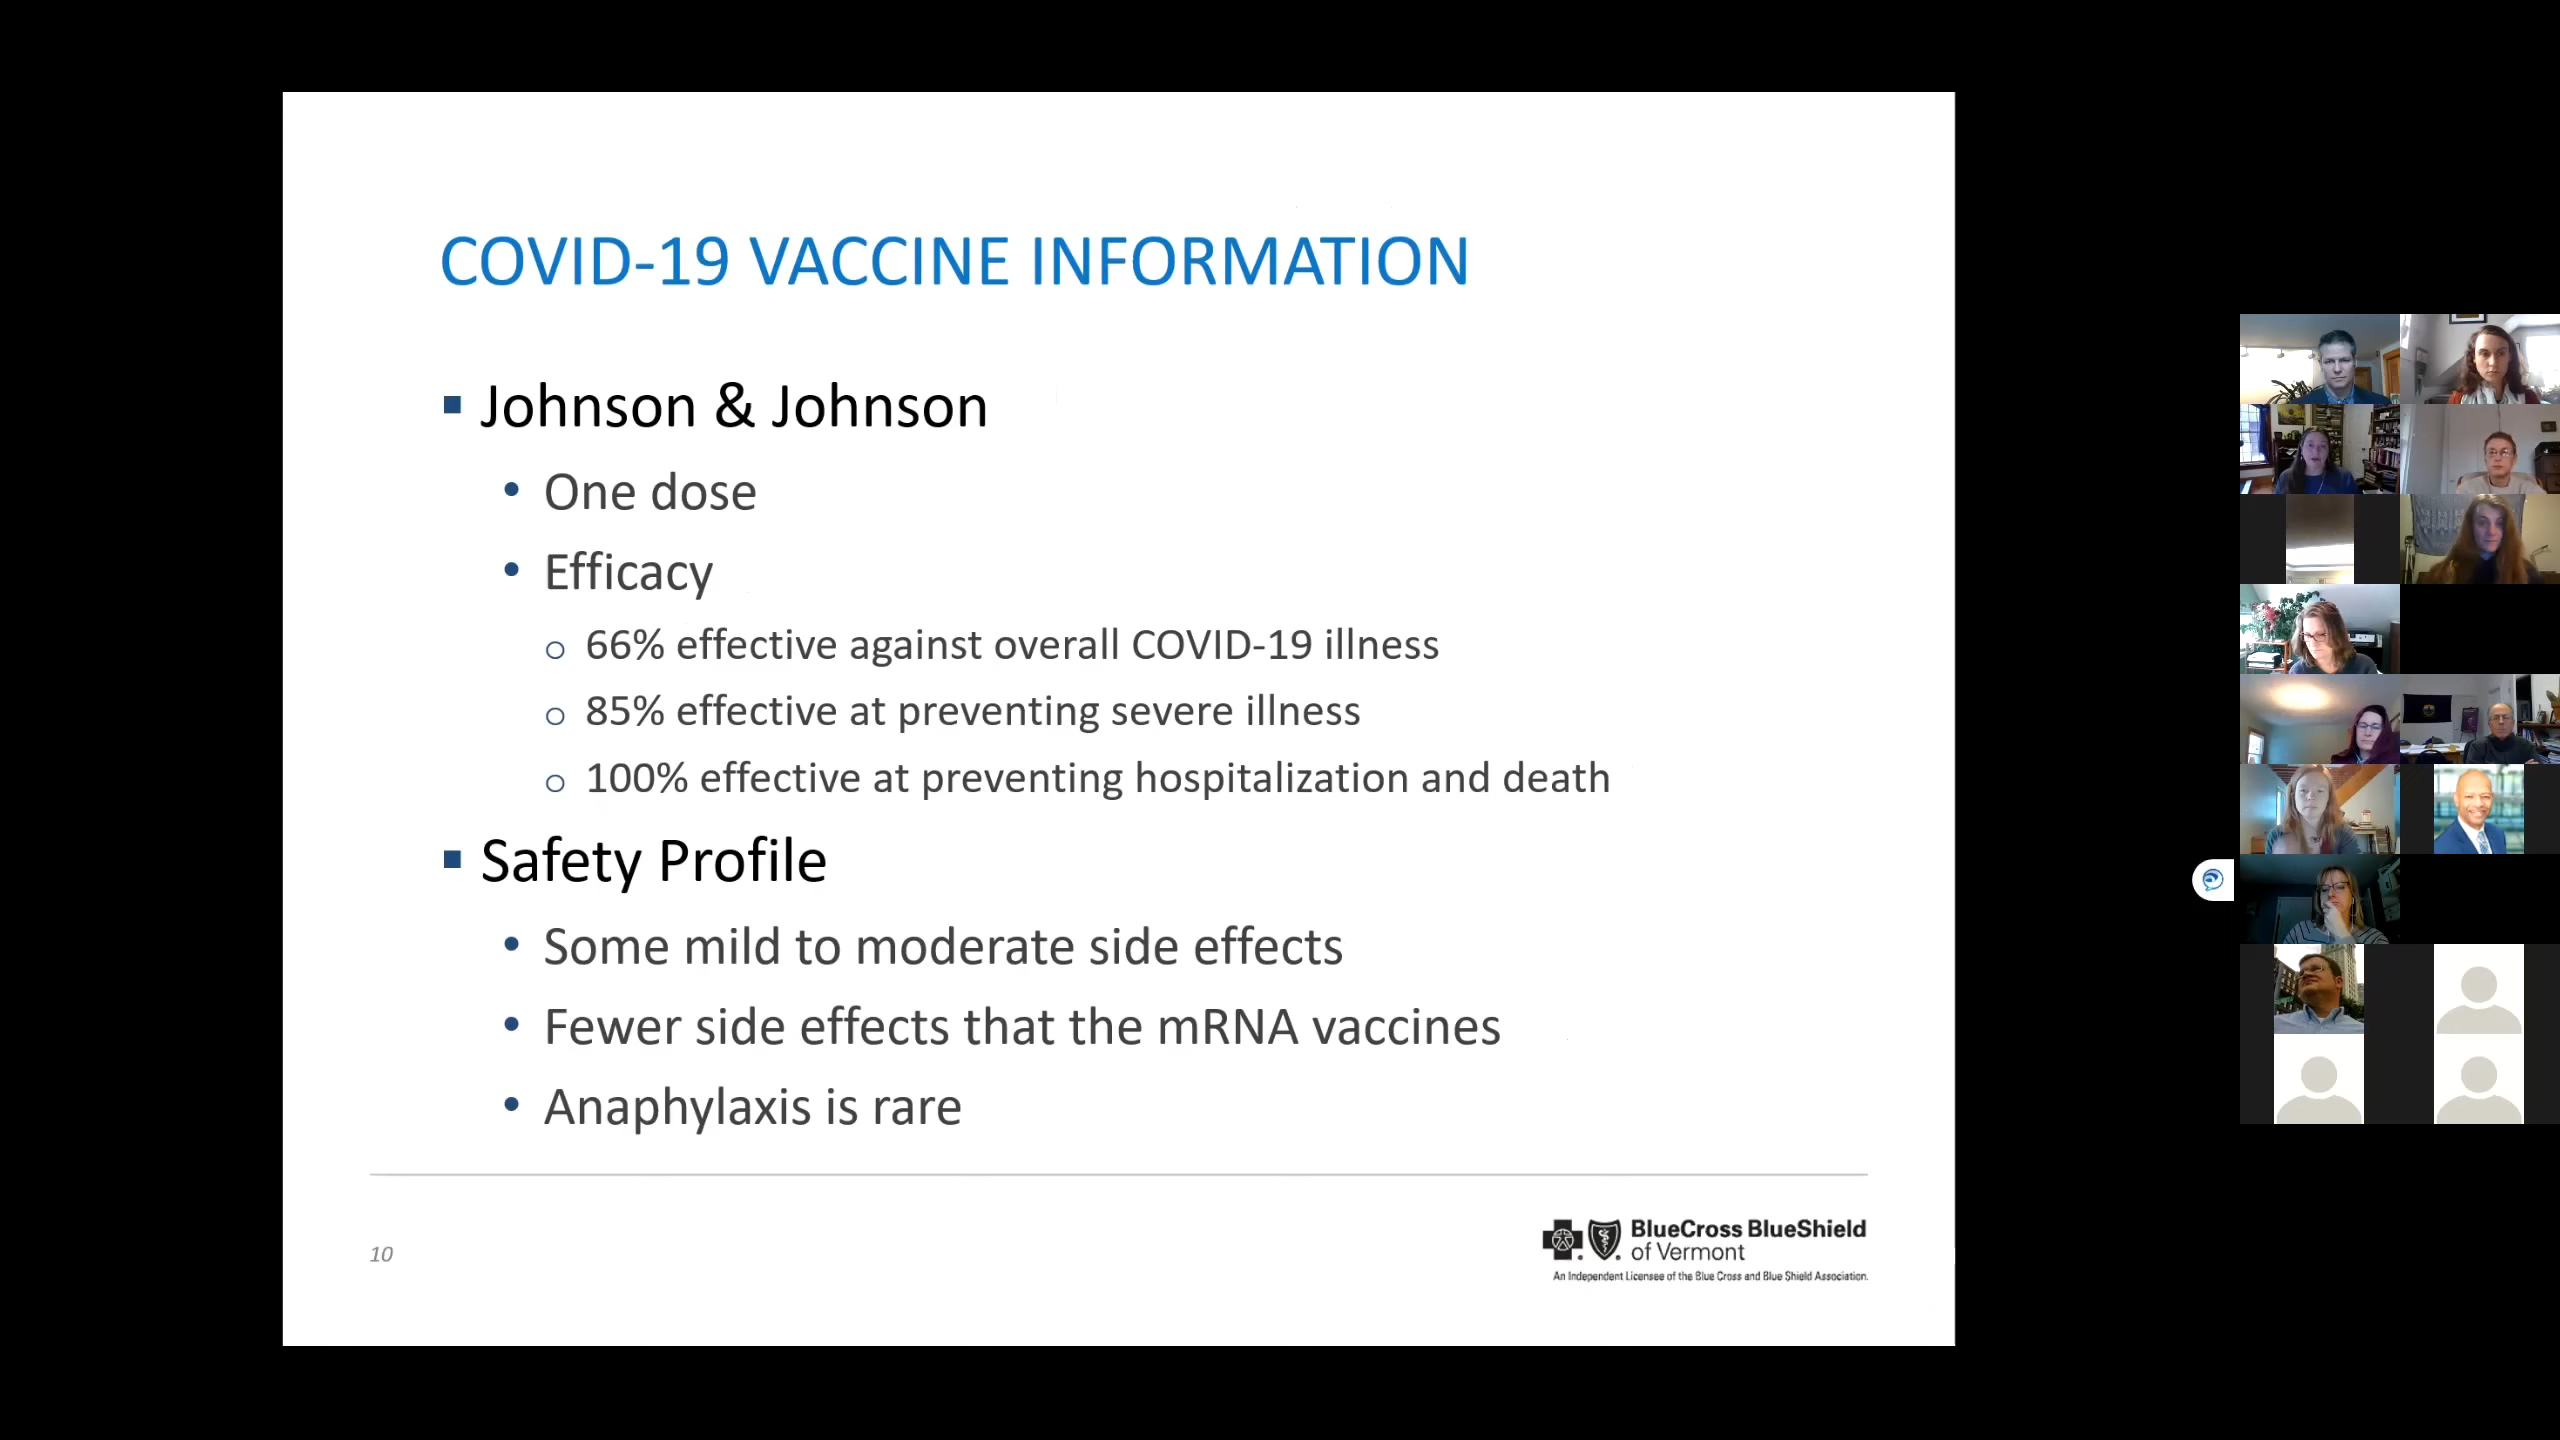 COVID-19 VACCINE INFORMATION
▪ Johnson & Johnson
• One dose
• Efficacy
o 66% effective against overall COVID-19 illness
o 85% effective at preventing severe illness
o 100% effective at preventing hospitalization and death
▪ Safety Profile
• Some mild to moderate side effects
• Fewer side effects that the mRNA vaccines
• Anaphylaxis is rare
10
BlueCross BlueShield
of Vermont
An Independent Licensee of the Blue Cross and Blue Shield Association.